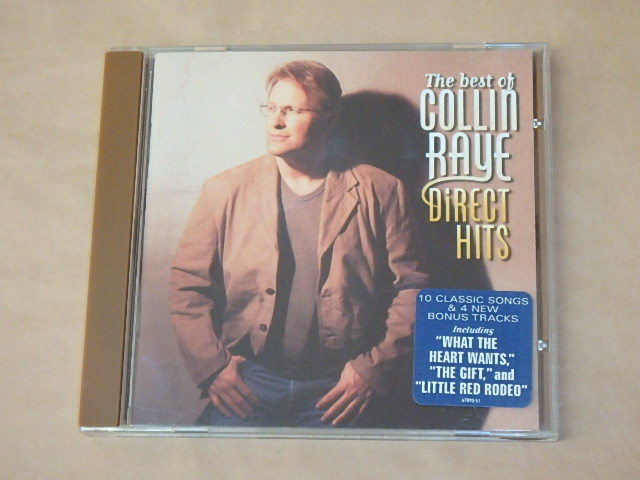 The best of
COLLIN
RAYE
DIRECT
HITS
10 CLASSIC SONGS
& 4 NEW
BONUS TRACKS
Including
"WHAT THE
HEART WANTS,"
"THE GIFT," and
"LITTLE RED RODEO"